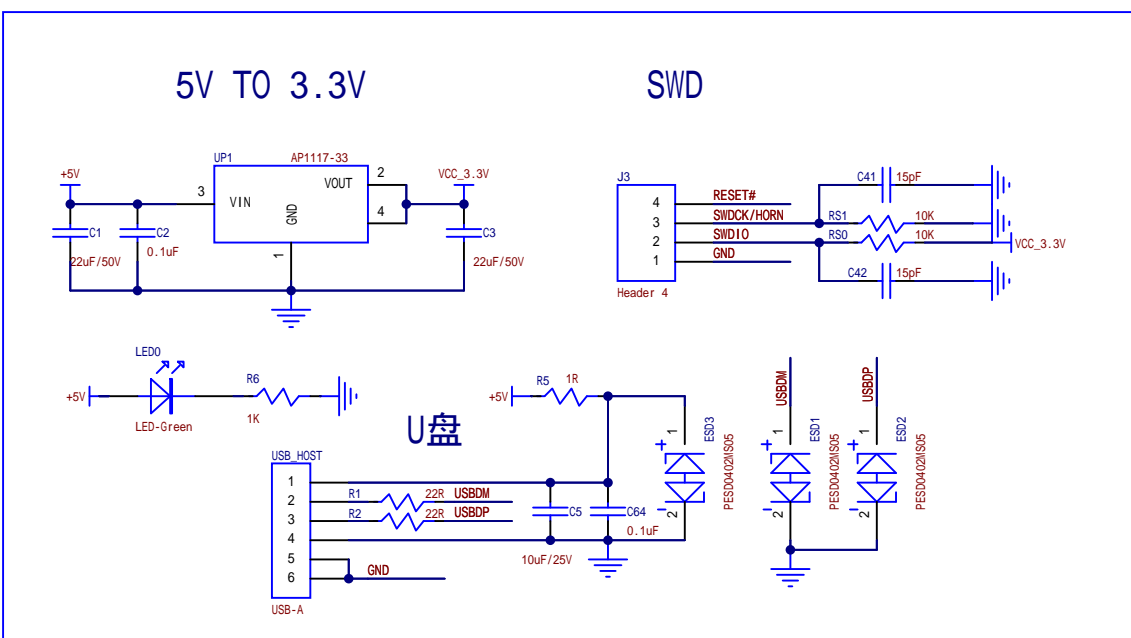 5V TO 3.3V
SWD
UP1
AP1117-33
+5V
3
VIN
GND
VOUT
2
4
1
VCC_3.3V
C1
22uF/50V
C2
0.1uF
C3
22uF/50V
J3
4
3
2
1
RESET#
SWDCK/HORN
SWDIO
GND
Header 4
C41
15pF
RS1
10K
RS0
10K
VCC_3.3V
C42
15pF
LED0
+5V
LED-Green
R6
1K
U盘
+5V
R5
1R
USB_HOST
1
2
3
4
5
6
R1
22R
USBDM
R2
22R
USBDP
GND
USB-A
C5
10uF/25V
C64
0.1uF
1
+
-
2
ESD3
PESD0402MS05
USBDM
1
+
-
2
ESD1
PESD0402MS05
USBDP
1
+
-
2
ESD2
PESD0402MS05